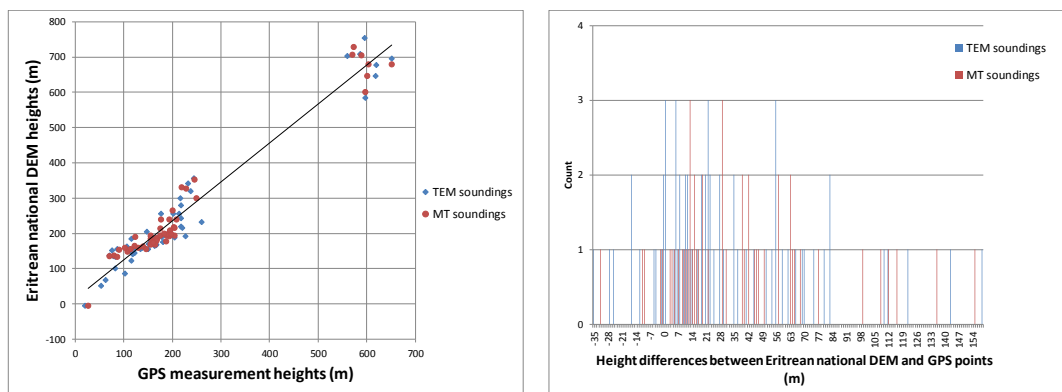 800
700
600
500
400
300
200
100
0
-100
Eritrean national DEM heights (m)
0 100 200 300 400 500 600 700
GPS measurement heights (m)
TEM soundings
MT soundings
4
3
2
1
0
Count
TEM soundings
MT soundings
-35 -28 -21 -14 -7 0 7 14 21 28 35 42 49 56 63 70 77 84 91 98 105 112 119 126 133 140 147 154
Height differences between Eritrean national DEM and GPS points
(m)